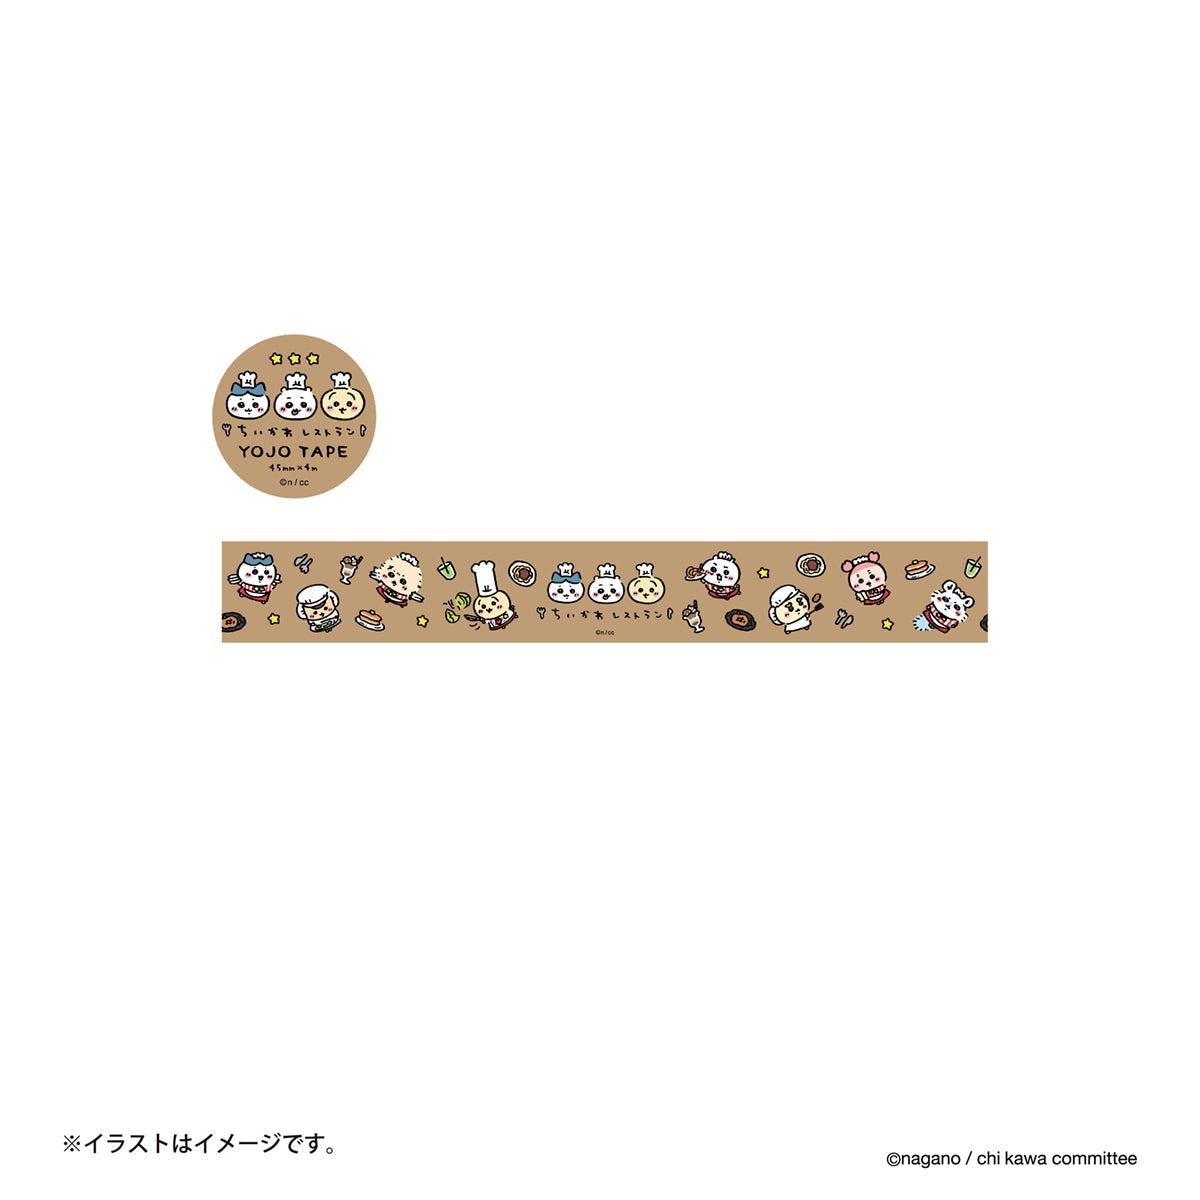 ちいかわ レストラン
YOJO TAPE
45mm×4m
©n / cc
ちいかわ レストラン
©n / cc
※イラストはイメージです。
©nagano / chi kawa committee